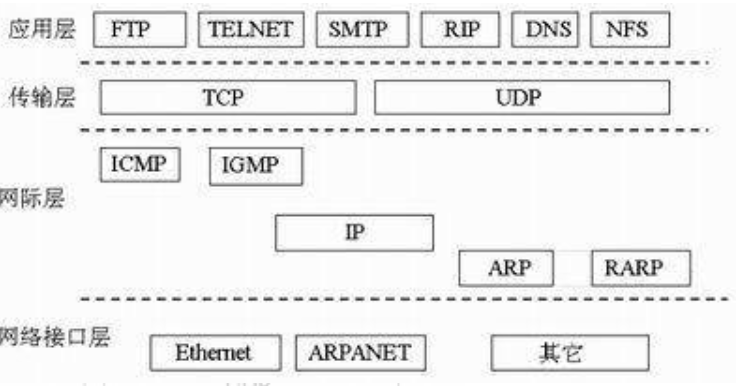 应用层 FTP TELNET SMTP RIP DNS NFS
传输层 TCP UDP
ICMP IGMP
网际层
IP
ARP RARP
网络接口层
Ethernet ARPANET 其它